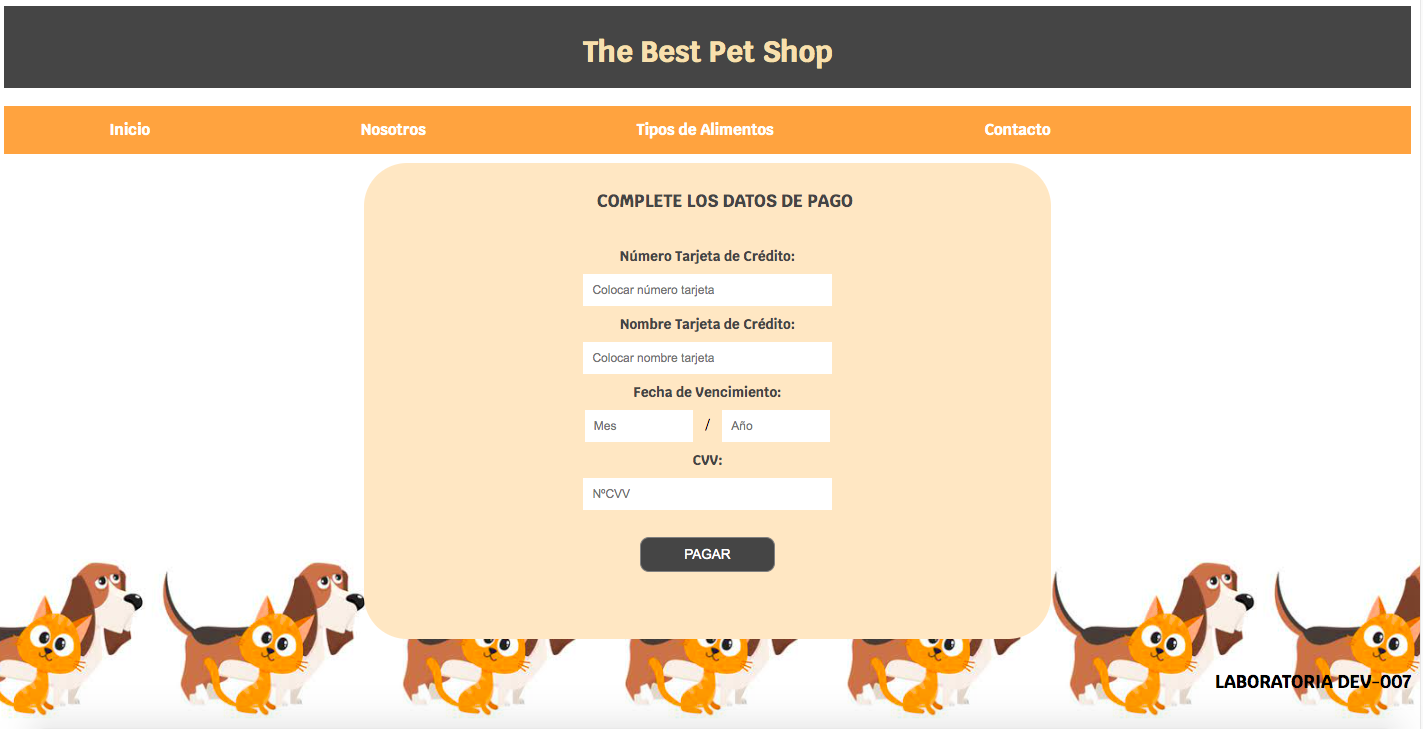 The Best Pet Shop
Inicio Nosotros Tipos de Alimentos Contacto
COMPLETE LOS DATOS DE PAGO
Número Tarjeta de Crédito:
Colocar número tarjeta
Nombre Tarjeta de Crédito:
Colocar nombre tarjeta
Fecha de Vencimiento:
Mes / Año
CVV:
NºCVV
PAGAR
LABORATORIA DEV-007